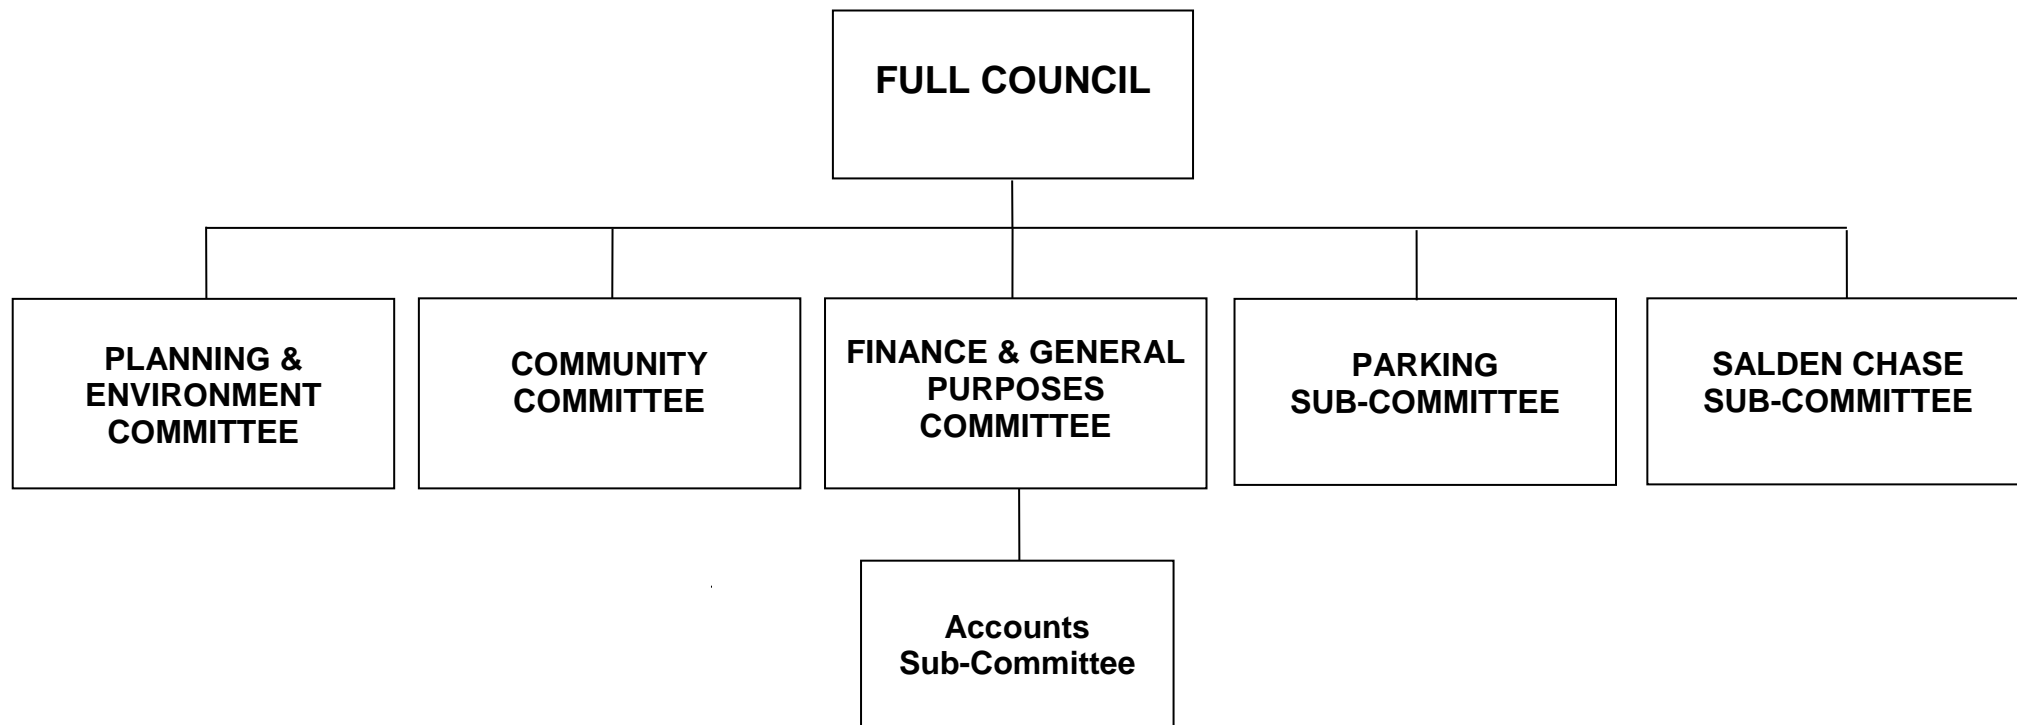 FULL COUNCIL
PLANNING &
ENVIRONMENT
COMMITTEE
COMMUNITY
COMMITTEE
FINANCE & GENERAL
PURPOSES
COMMITTEE
PARKING
SUB-COMMITTEE
SALDEN CHASE
SUB-COMMITTEE
Accounts
Sub-Committee